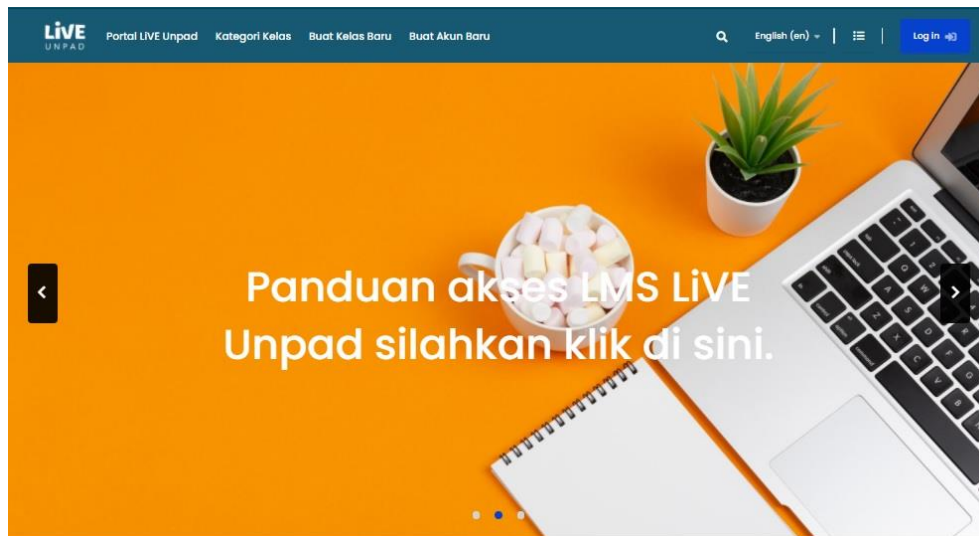 LiVE
UNPAD
Portal LiVE Unpad
Kategori Kelas
Buat Kelas Baru
Buat Akun Baru
English (en)
Log in
Panduan akses LMS LiVE
Unpad silahkan klik di sini.